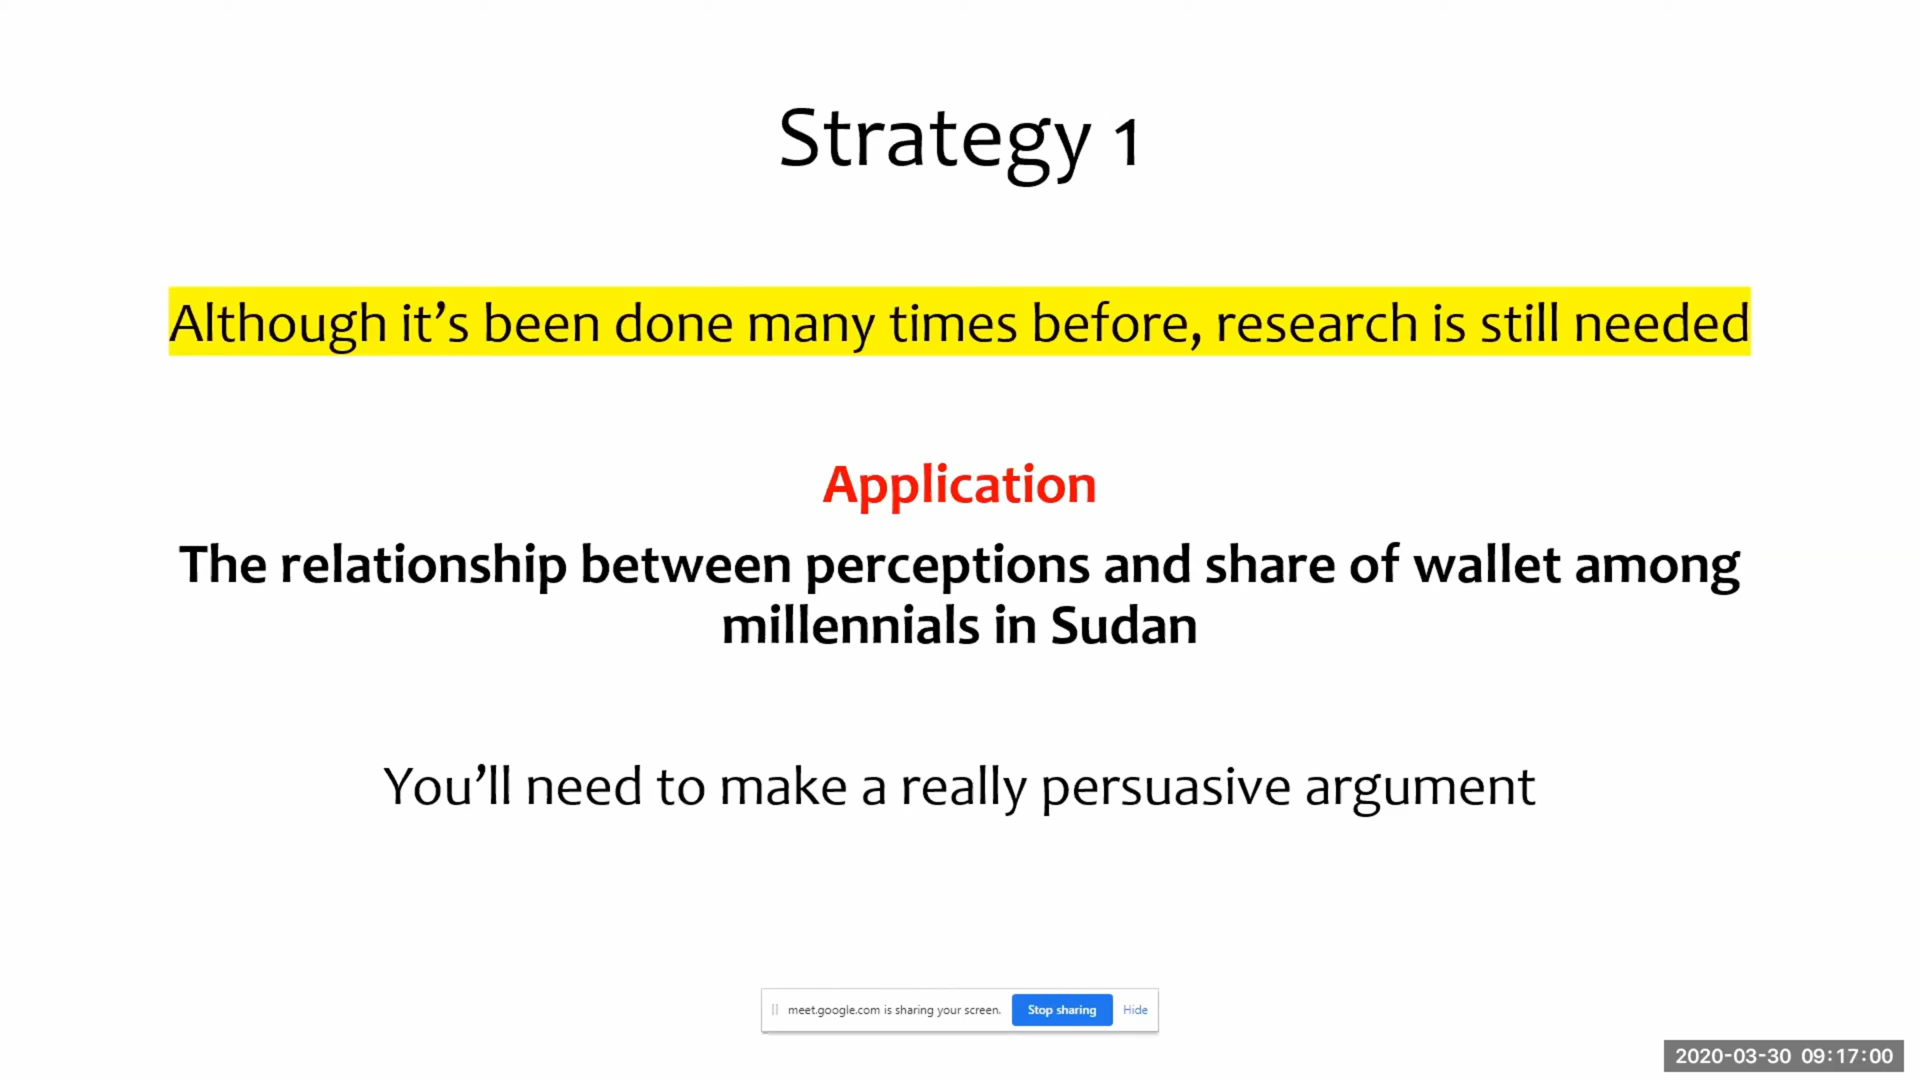 Strategy 1
Although it’s been done many times before, research is still needed
Application
The relationship between perceptions and share of wallet among
millennials in Sudan
You’ll need to make a really persuasive argument
meet.google.com is sharing your screen. Stop sharing Hide
2020-03-30 09:17:00